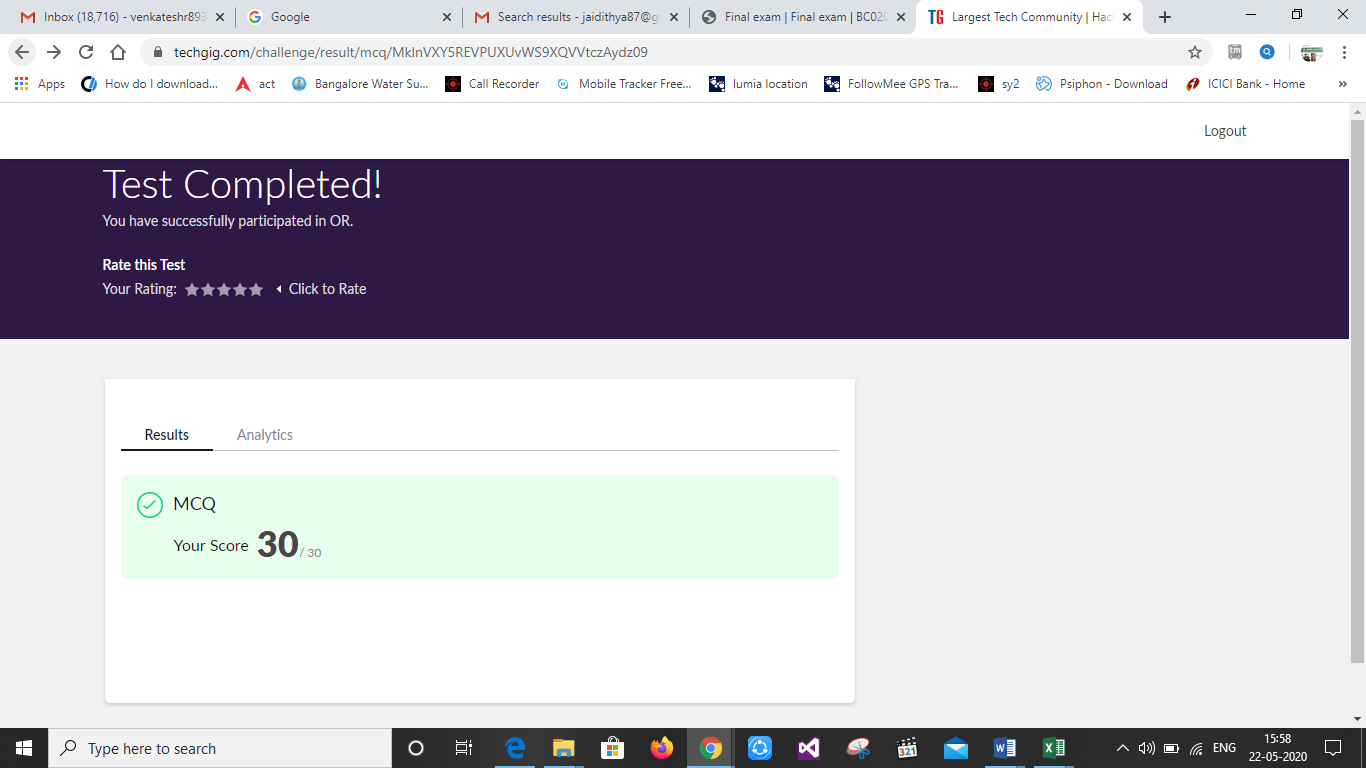 Inbox (18,716) - venkateshr893
Google
Search results - jaidithya87@g
Final exam | Final exam | BC020
TG Largest Tech Community | Hac
techgig.com/challenge/result/mcq/MklnVXY5REVPUXUvWS9XQVVtczAydz09
Apps
How do I download...
act
Bangalore Water Su...
Call Recorder
Mobile Tracker Free...
lumia location
FollowMee GPS Tra...
sy2
Psiphon - Download
ICICI Bank - Home
»
Logout
Test Completed!
You have successfully participated in OR.
Rate this Test
Your Rating: Click to Rate
Results Analytics
MCQ
Your Score 30 / 30
Type here to search
321
ENG
15:58
22-05-2020